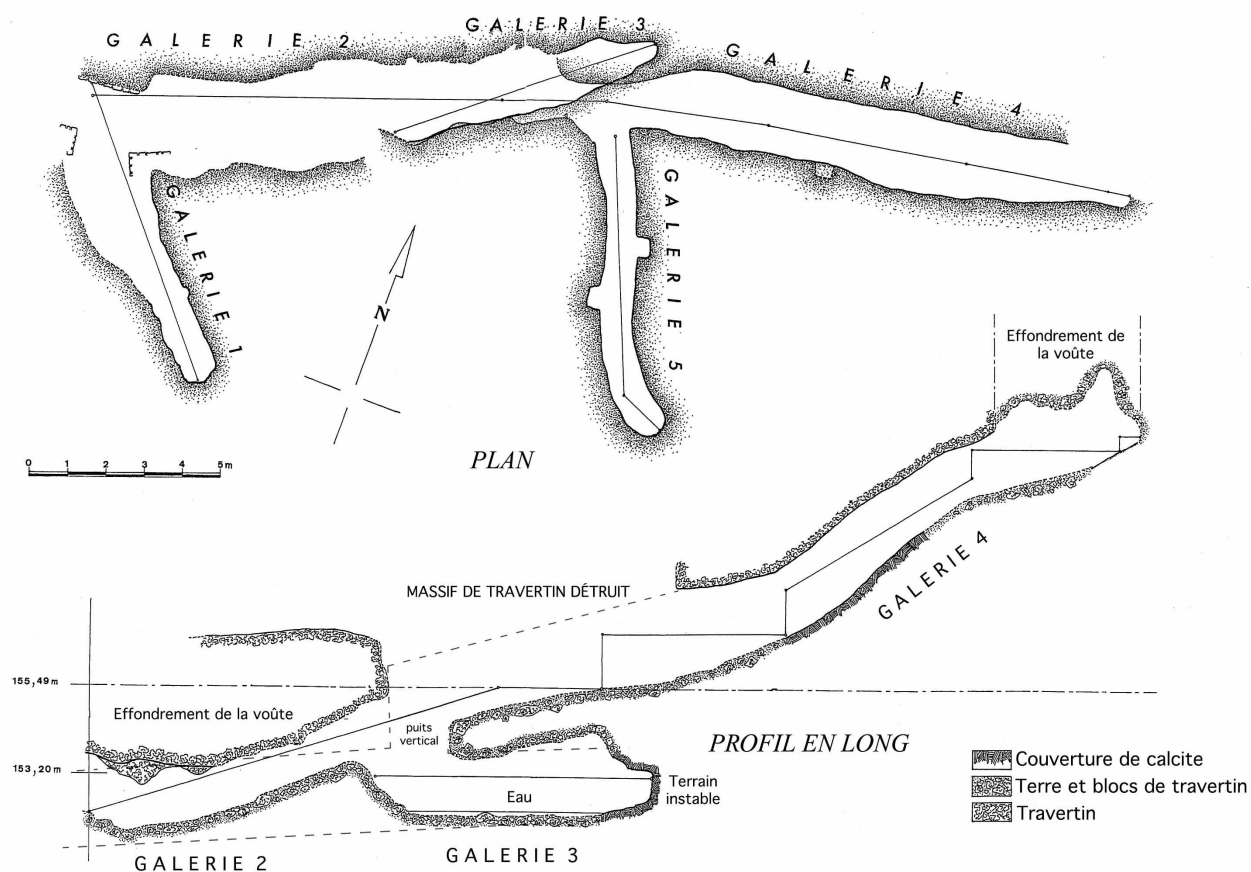 GALERIE 2
GALERIE 3
GALERIE 4
GALERIE 1
GALERIE 5
N
0 1 2 3 4 5m
PLAN
Effondrement de
la voûte
GALERIE 4
MASSIF DE TRAVERTIN DÉTRUIT
155,49m
Effondrement de la voûte
puits
vertical
PROFIL EN LONG
153,20m
Eau
Terrain
instable
Couverture de calcite
Terre et blocs de travertin
Travertin
GALERIE 2
GALERIE 3